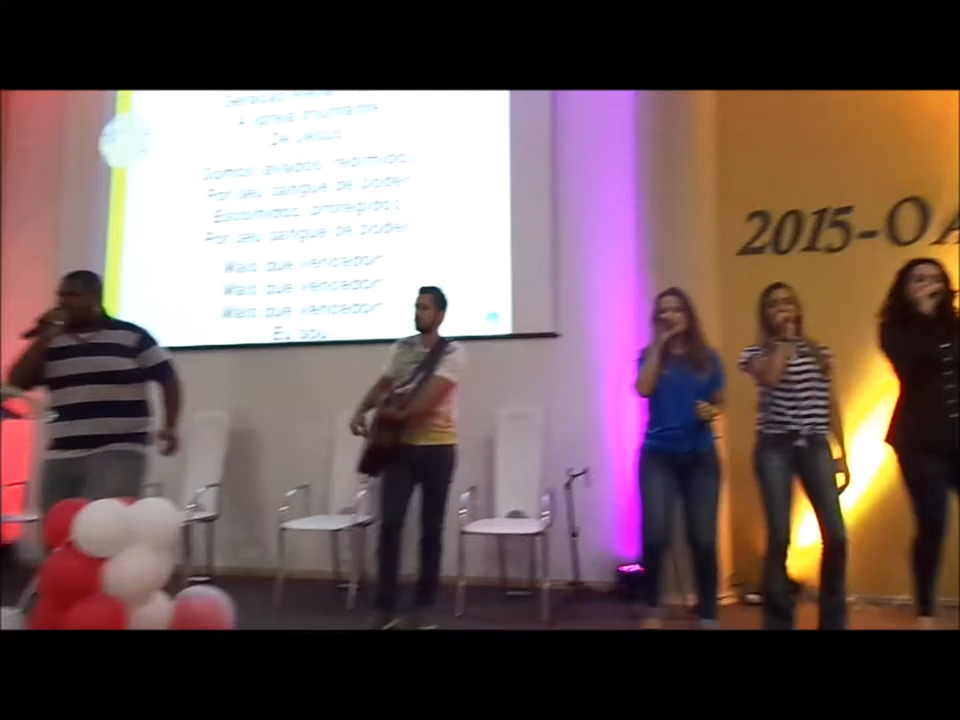 A Igreja triunfante
De Jesus
Somos lavados, redimidos
Por seu sangue de poder
Escolhidos, protegidos
Por seu sangue de poder
Mais que vencedor
Mais que vencedor
Mais que vencedor
Eu sou
2015-O A